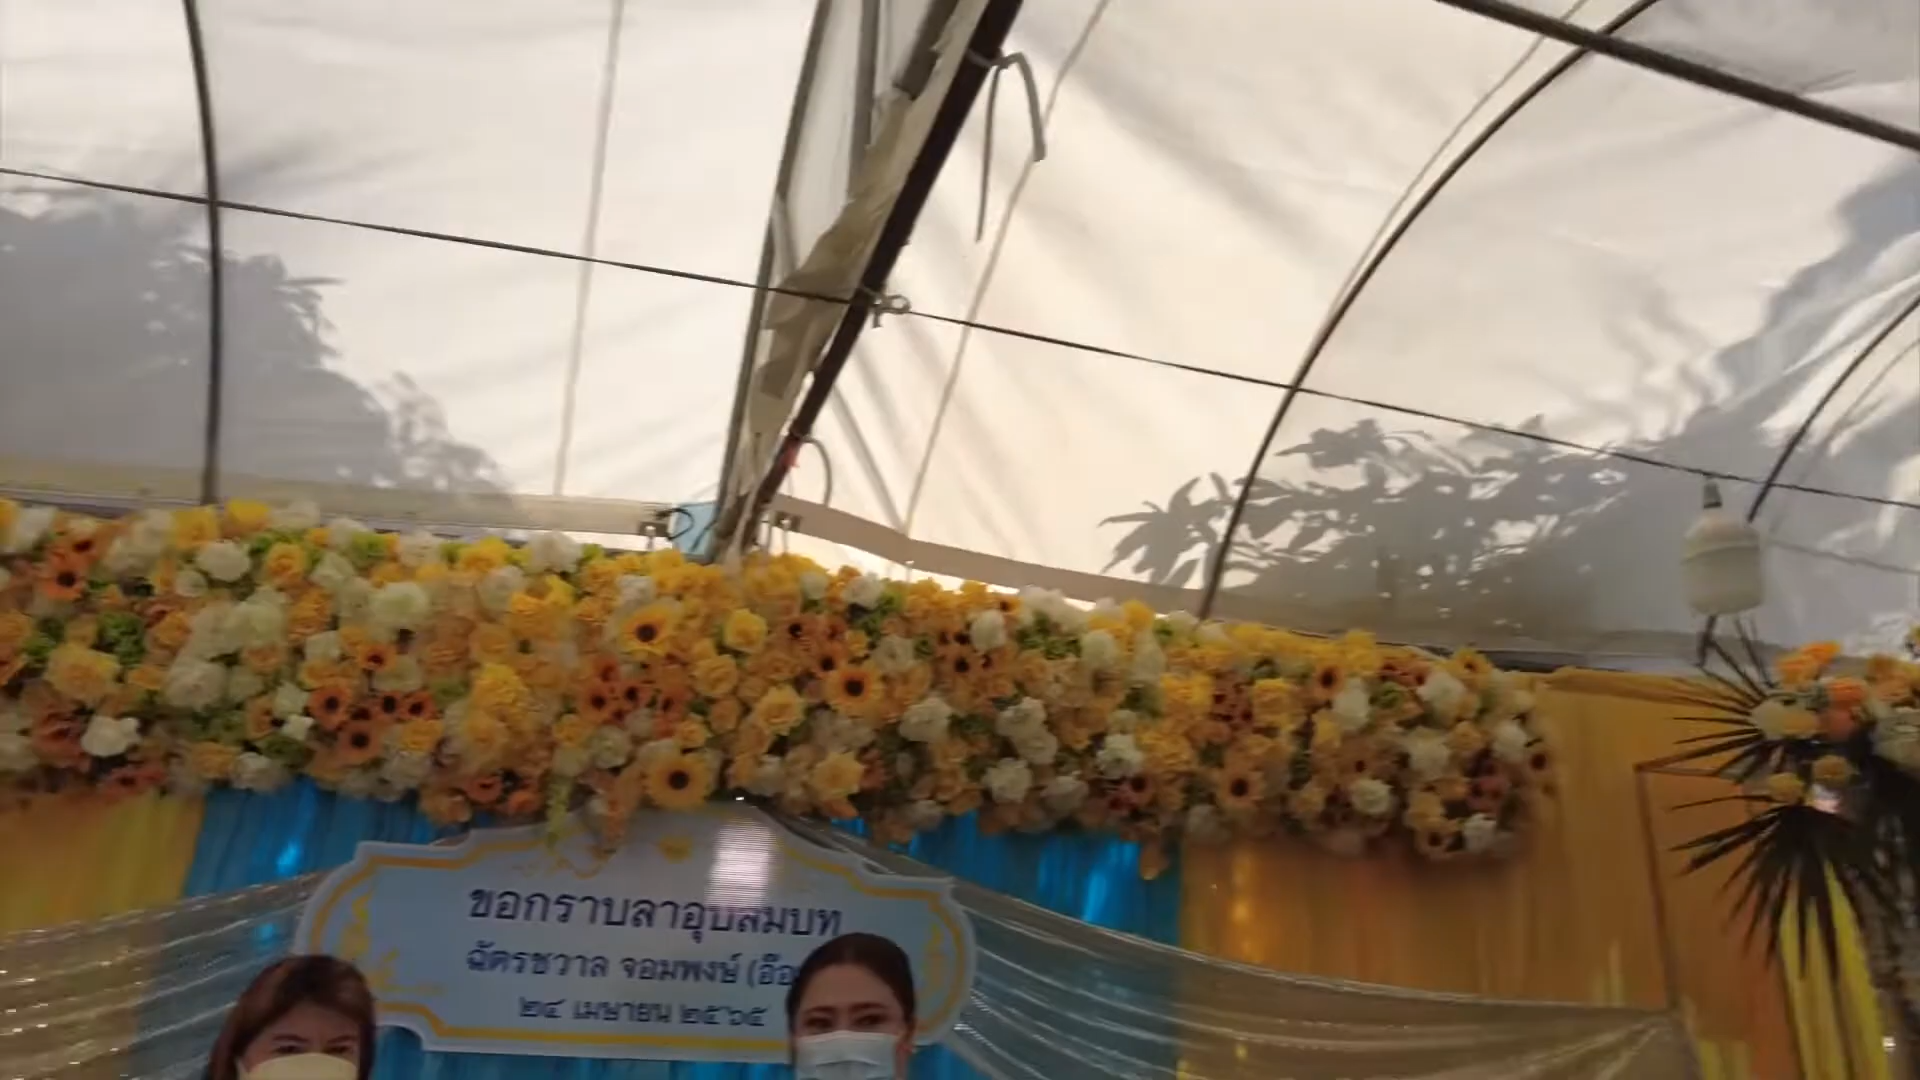 ขอกราบลาอุปสมบท
ฉัตรชวาล จอมพงษ์
๒๔ เมษายน ๒๕๖๕